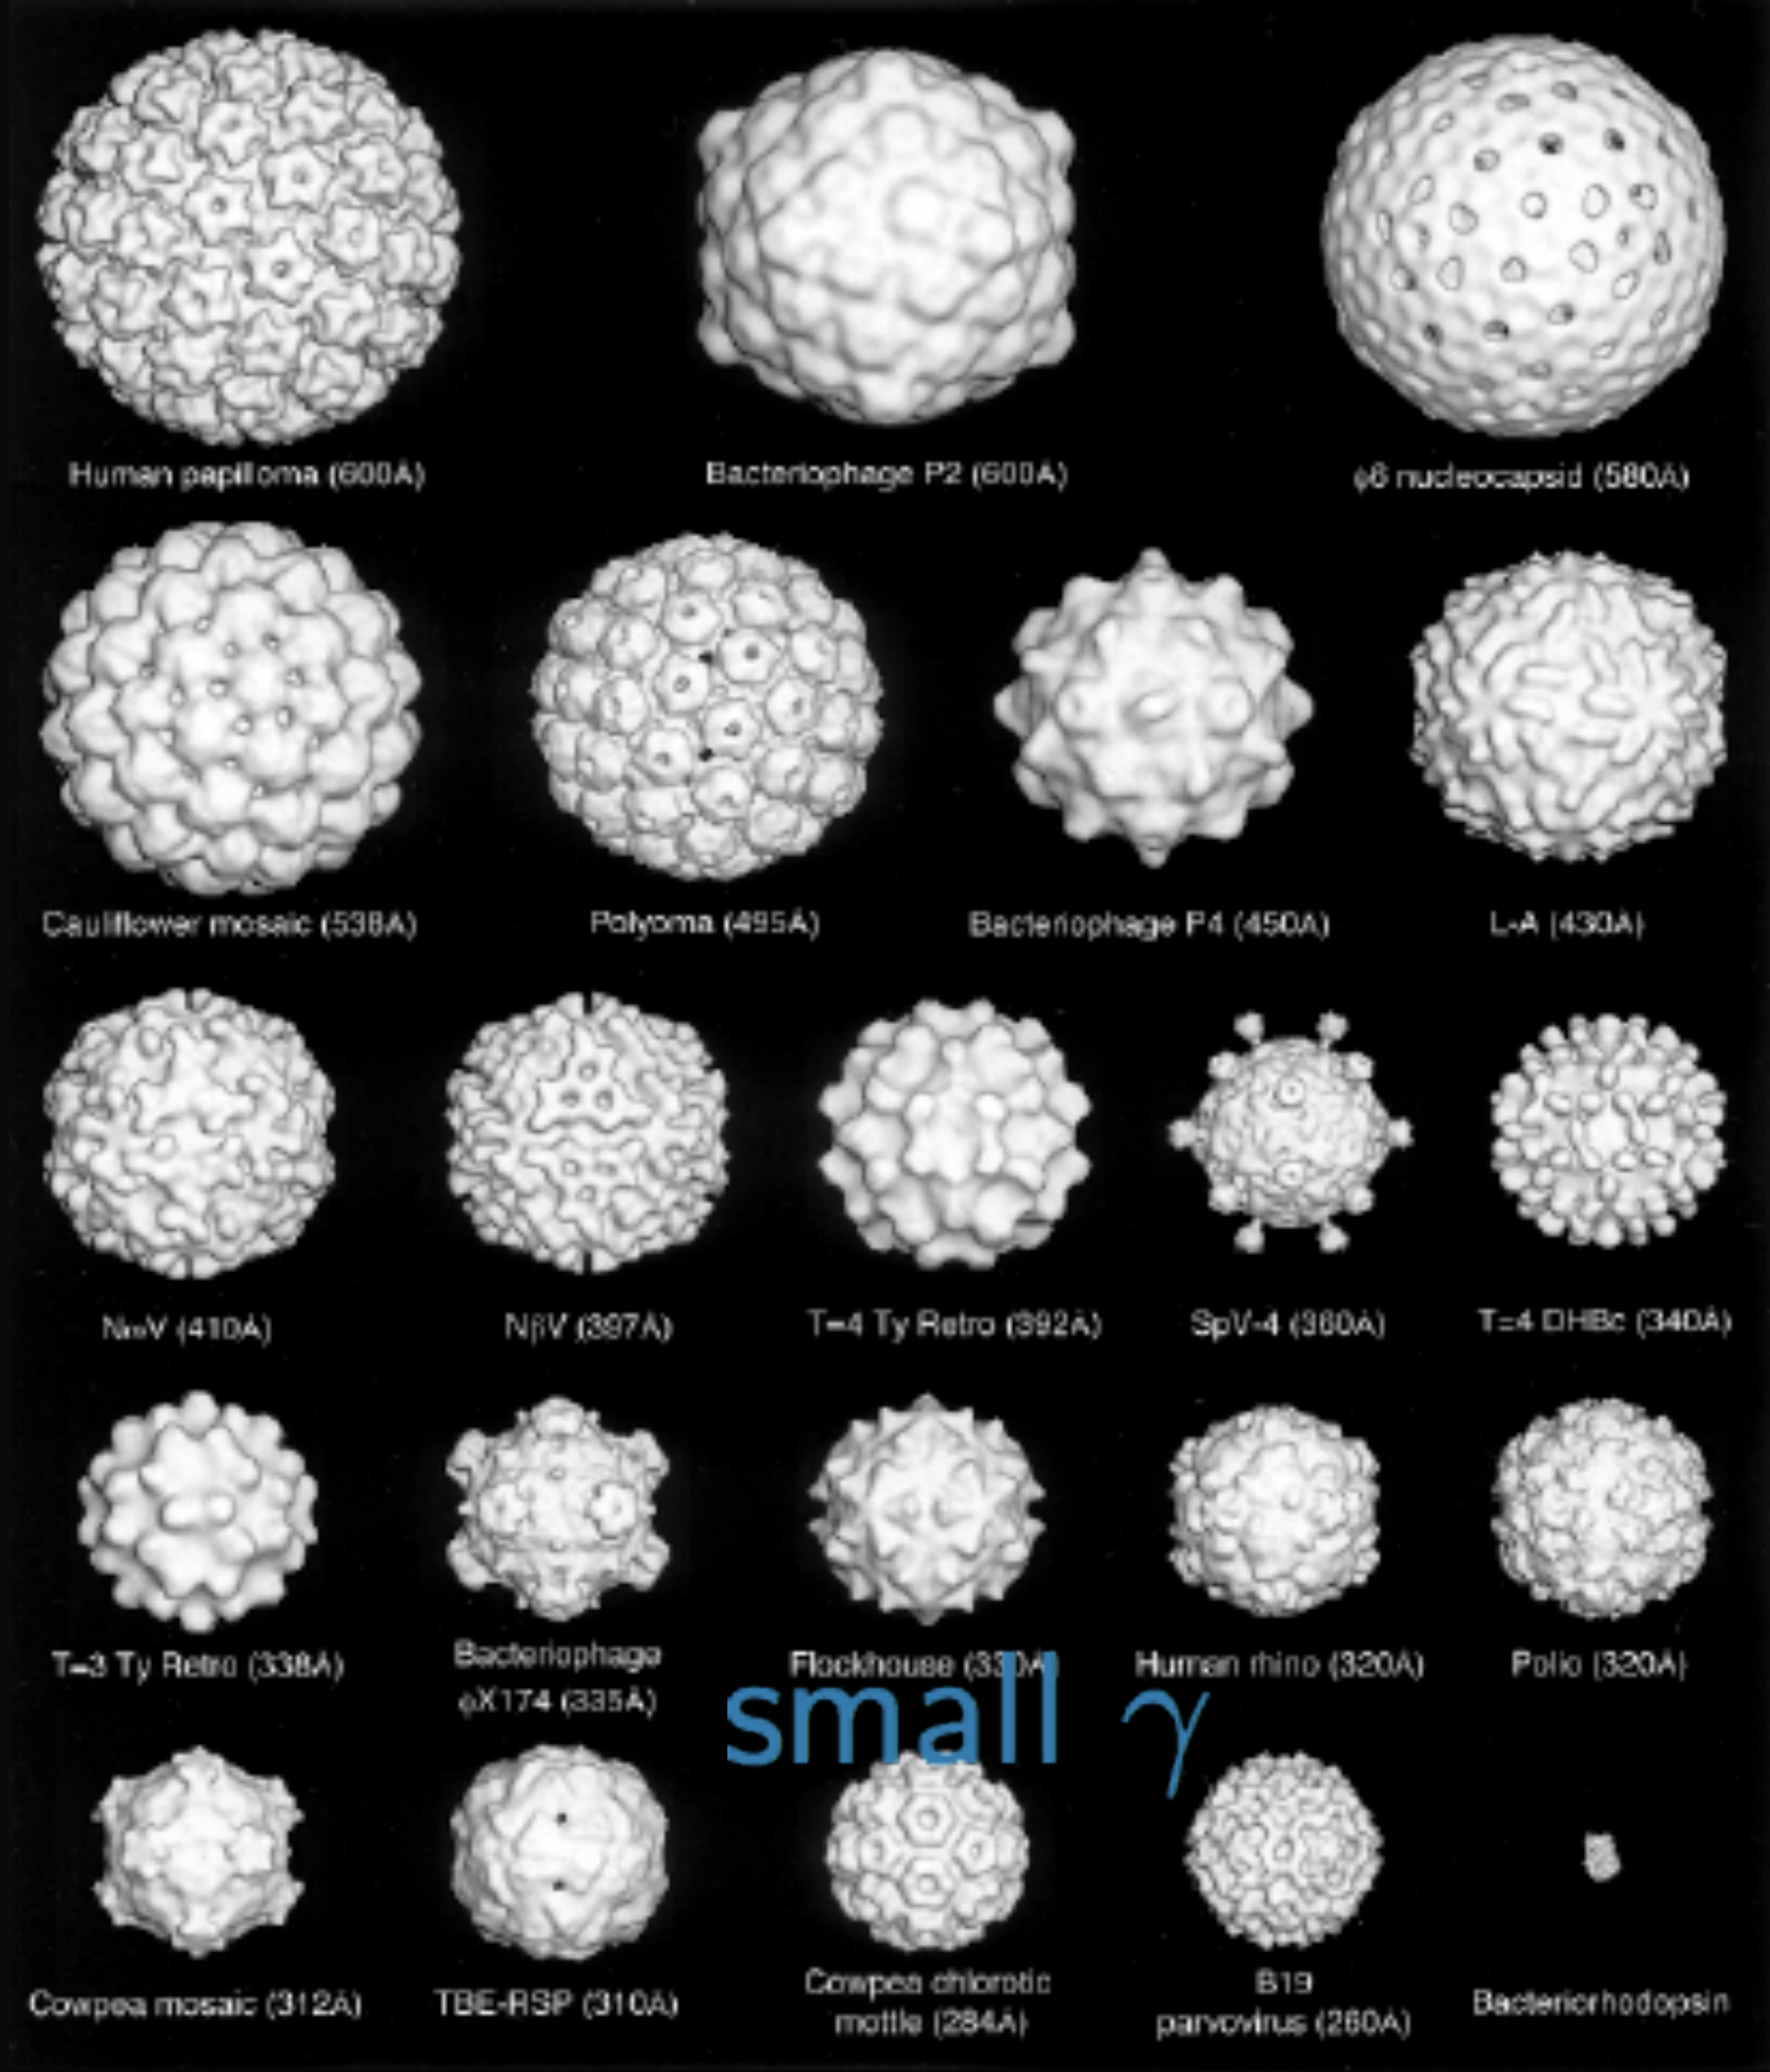 Human papilloma (600Å)
Bacteriophage P2 (600Å)
φ6 nucleocapsid (580Å)
Cauliflower mosaic (538Å)
Polyoma (495Å)
Bacteriophage P4 (450Å)
L-A (430Å)
NωV (410Å)
NβV (397Å)
T=4 Ty Retro (392Å)
SpV-4 (360Å)
T=4 DHBc (340Å)
T=3 Ty Retro (338Å)
Bacteriophage
φX174 (335Å)
Flockhouse (330Å)
Human rhino (320Å)
Polio (320Å)
small γ
Cowpea mosaic (312Å)
TBE-RSP (310Å)
Cowpea chlorotic
mottle (284Å)
B19
parvovirus (260Å)
Bacteriorhodopsin